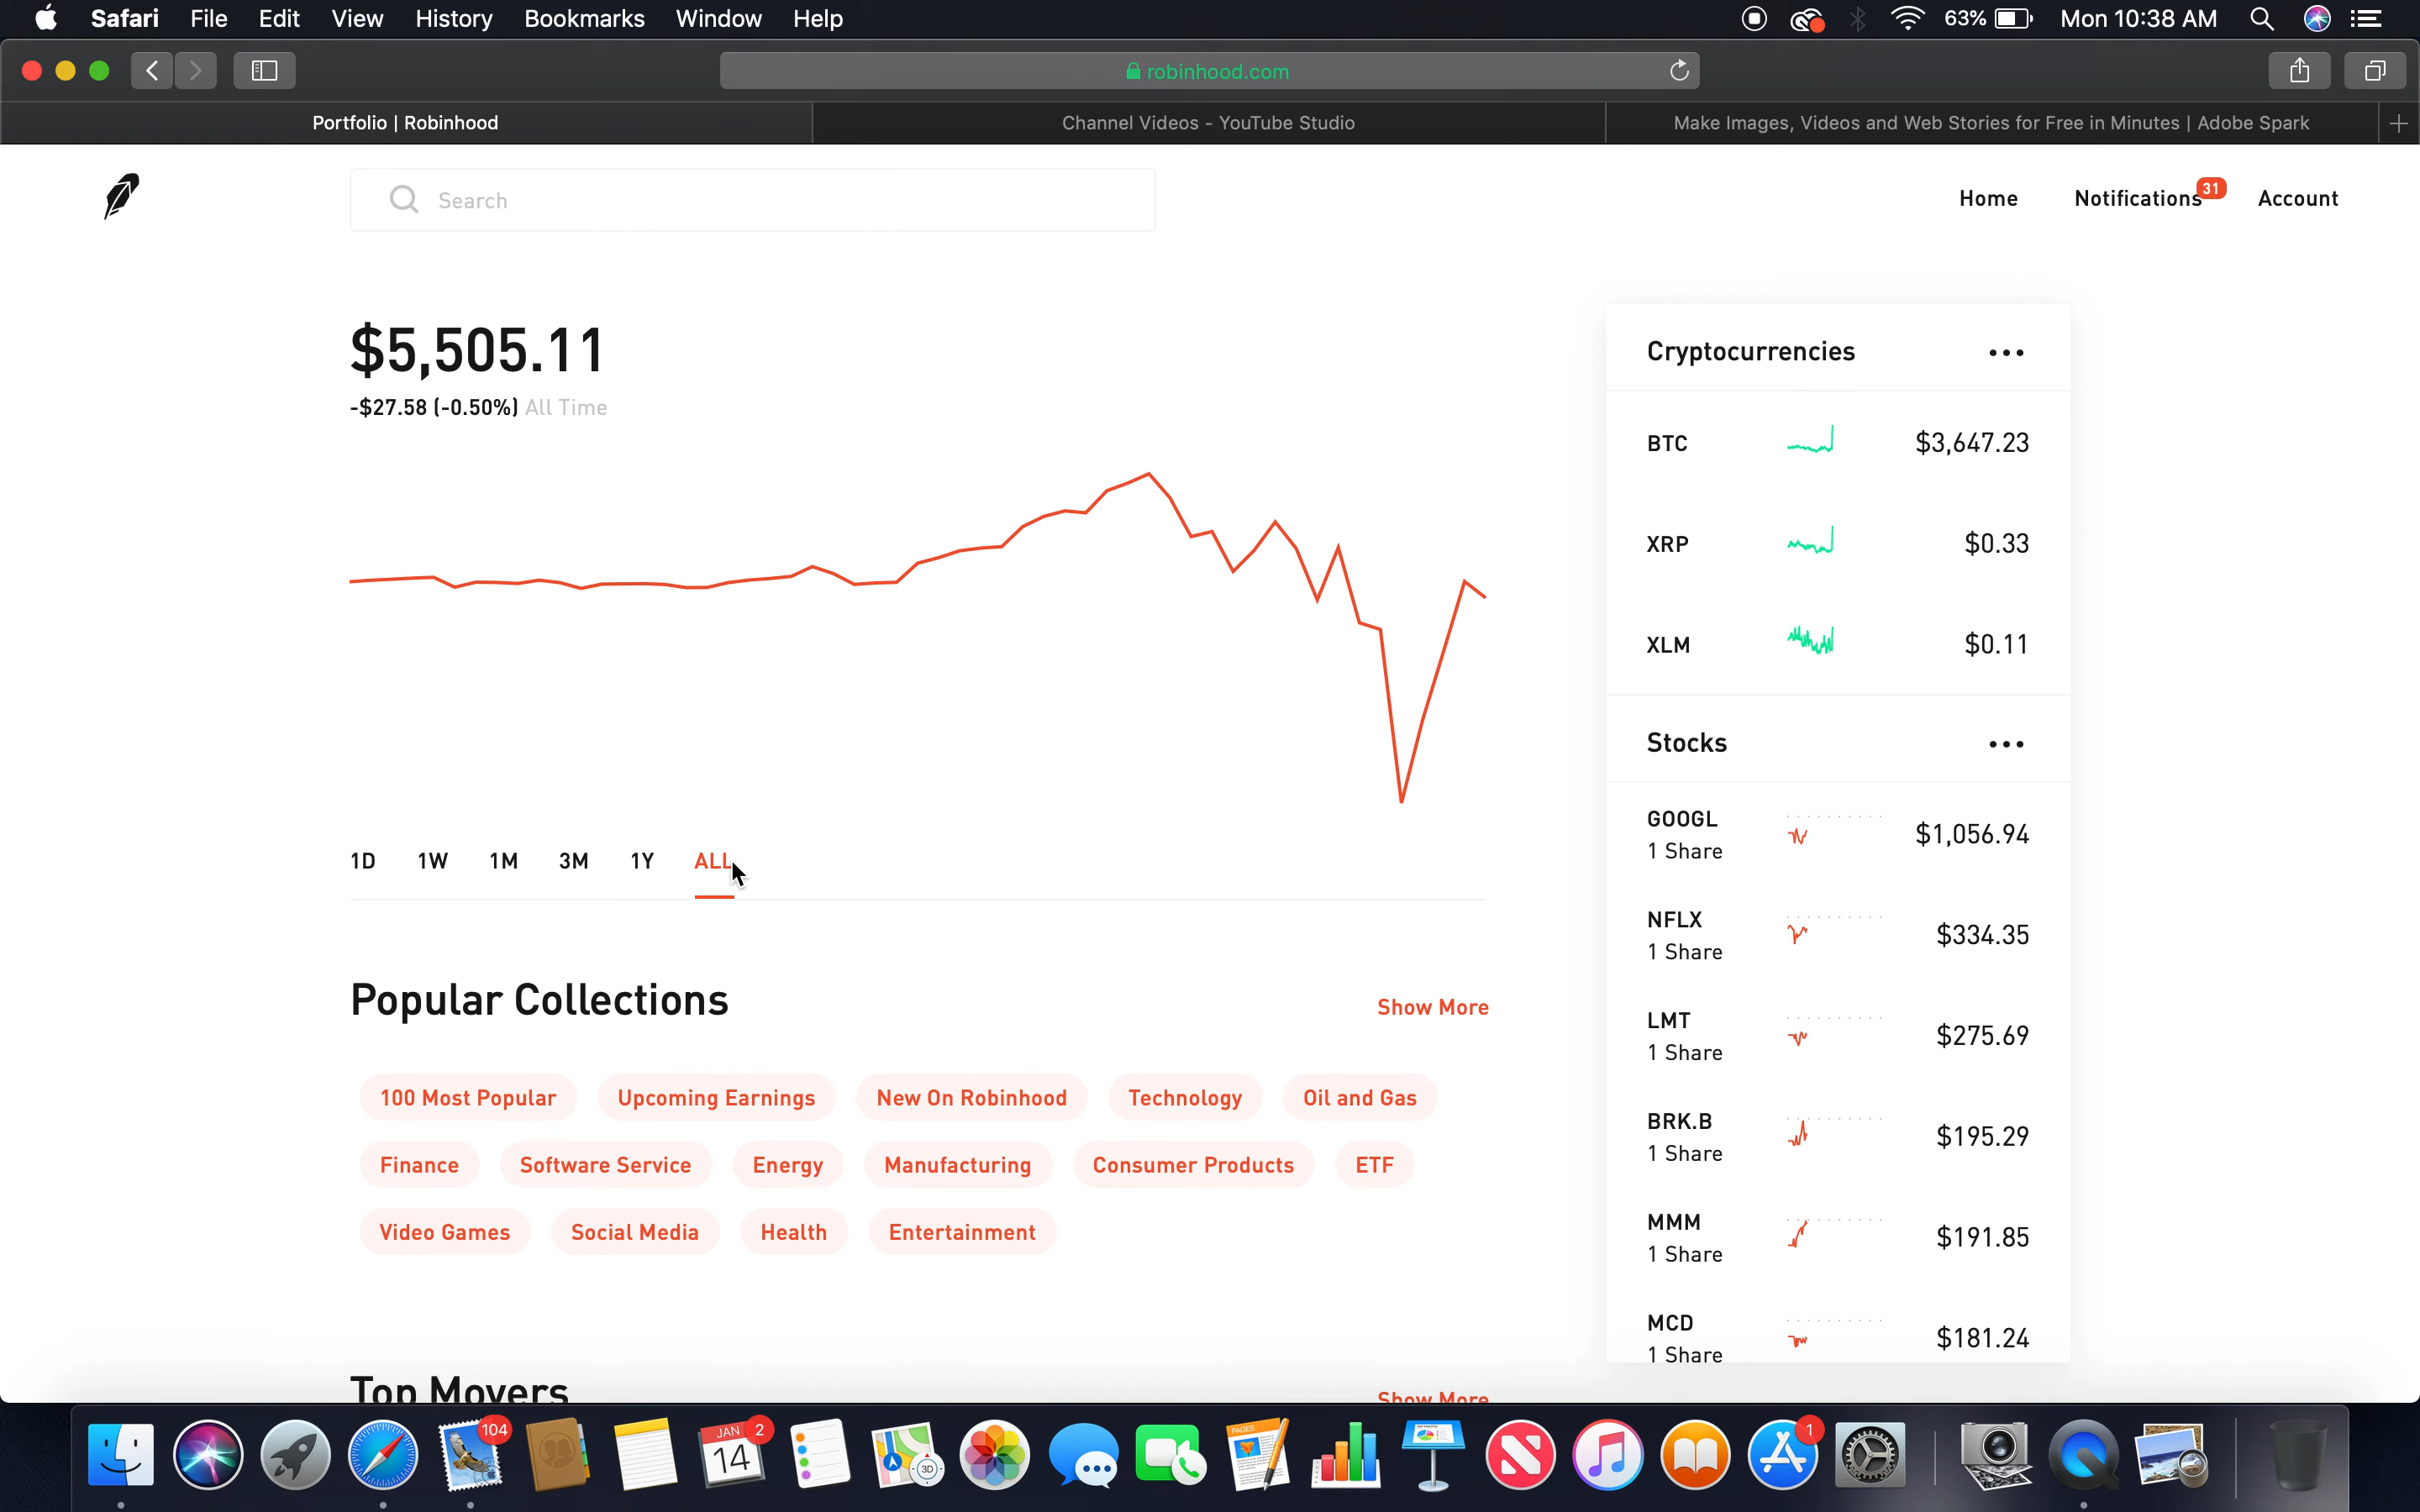 Safari File Edit View History Bookmarks Window Help 63% Mon 10:38 AM
robinhood.com
Portfolio | Robinhood Channel Videos - YouTube Studio Make Images, Videos and Web Stories for Free in Minutes | Adobe Spark
Search Home Notifications 31 Account
$5,505.11
-$27.58 (-0.50%) All Time
1D 1W 1M 3M 1Y ALL
Popular Collections Show More
100 Most Popular Upcoming Earnings New On Robinhood Technology Oil and Gas
Finance Software Service Energy Manufacturing Consumer Products ETF
Video Games Social Media Health Entertainment
Top Movers Show More
Cryptocurrencies
BTC $3,647.23
XRP $0.33
XLM $0.11
Stocks
GOOGL $1,056.94
1 Share
NFLX $334.35
1 Share
LMT $275.69
1 Share
BRK.B $195.29
1 Share
MMM $191.85
1 Share
MCD $181.24
1 Share
104 JAN 14 2 3D PAGES 1